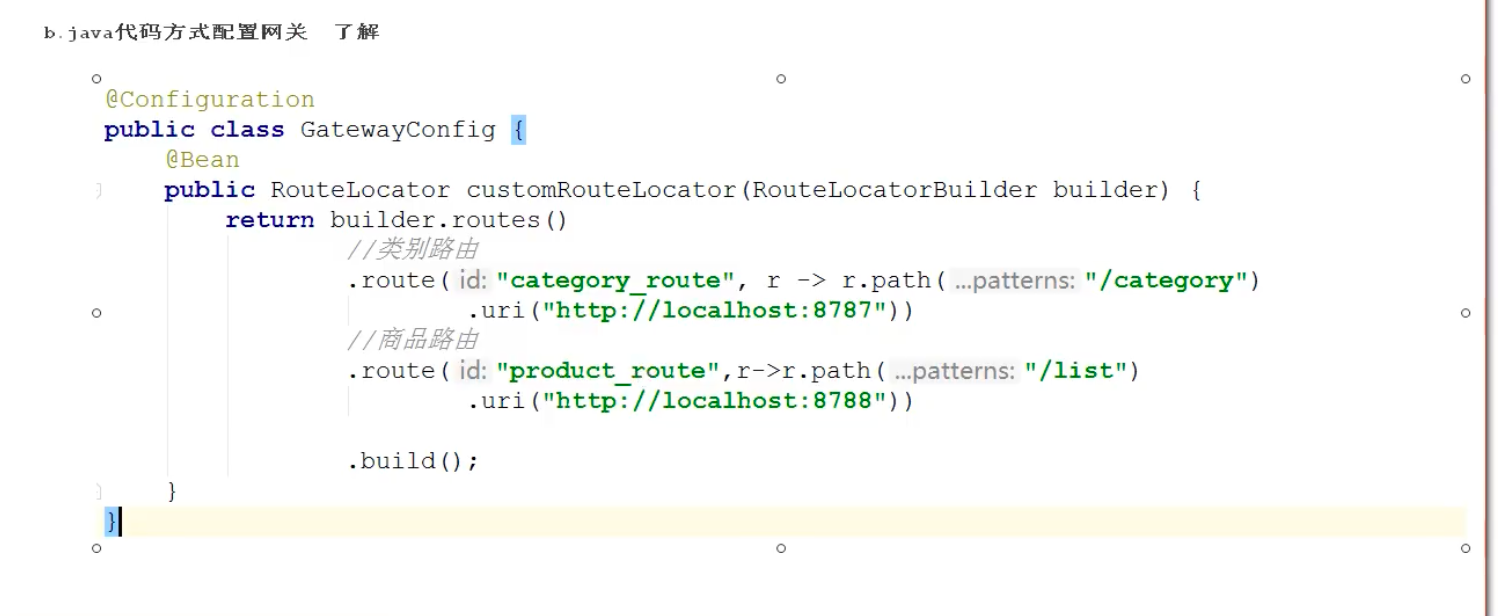 b.java代码方式配置网关 了解
@Configuration
public class GatewayConfig {
@Bean
public RouteLocator customRouteLocator(RouteLocatorBuilder builder) {
return builder.routes()
//类别路由
.route( id: "category_route", r -> r.path( ...patterns: "/category")
.uri("http://localhost:8787"))
//商品路由
.route( id: "product_route",r->r.path( ...patterns: "/list")
.uri("http://localhost:8788"))
.build();
}
}